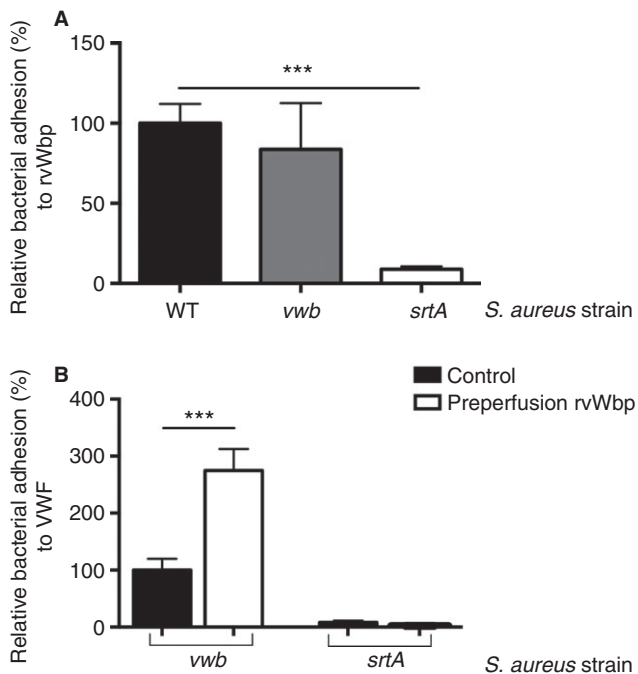 A
Relative bacterial adhesion (%)
to rvWbp
150
100
50
0
***
WT
vwb
srtA
S. aureus strain
B
Relative bacterial adhesion (%)
to VWF
400
300
200
100
0
***
Control
Preperfusion rvWbp
vwb
srtA
S. aureus strain